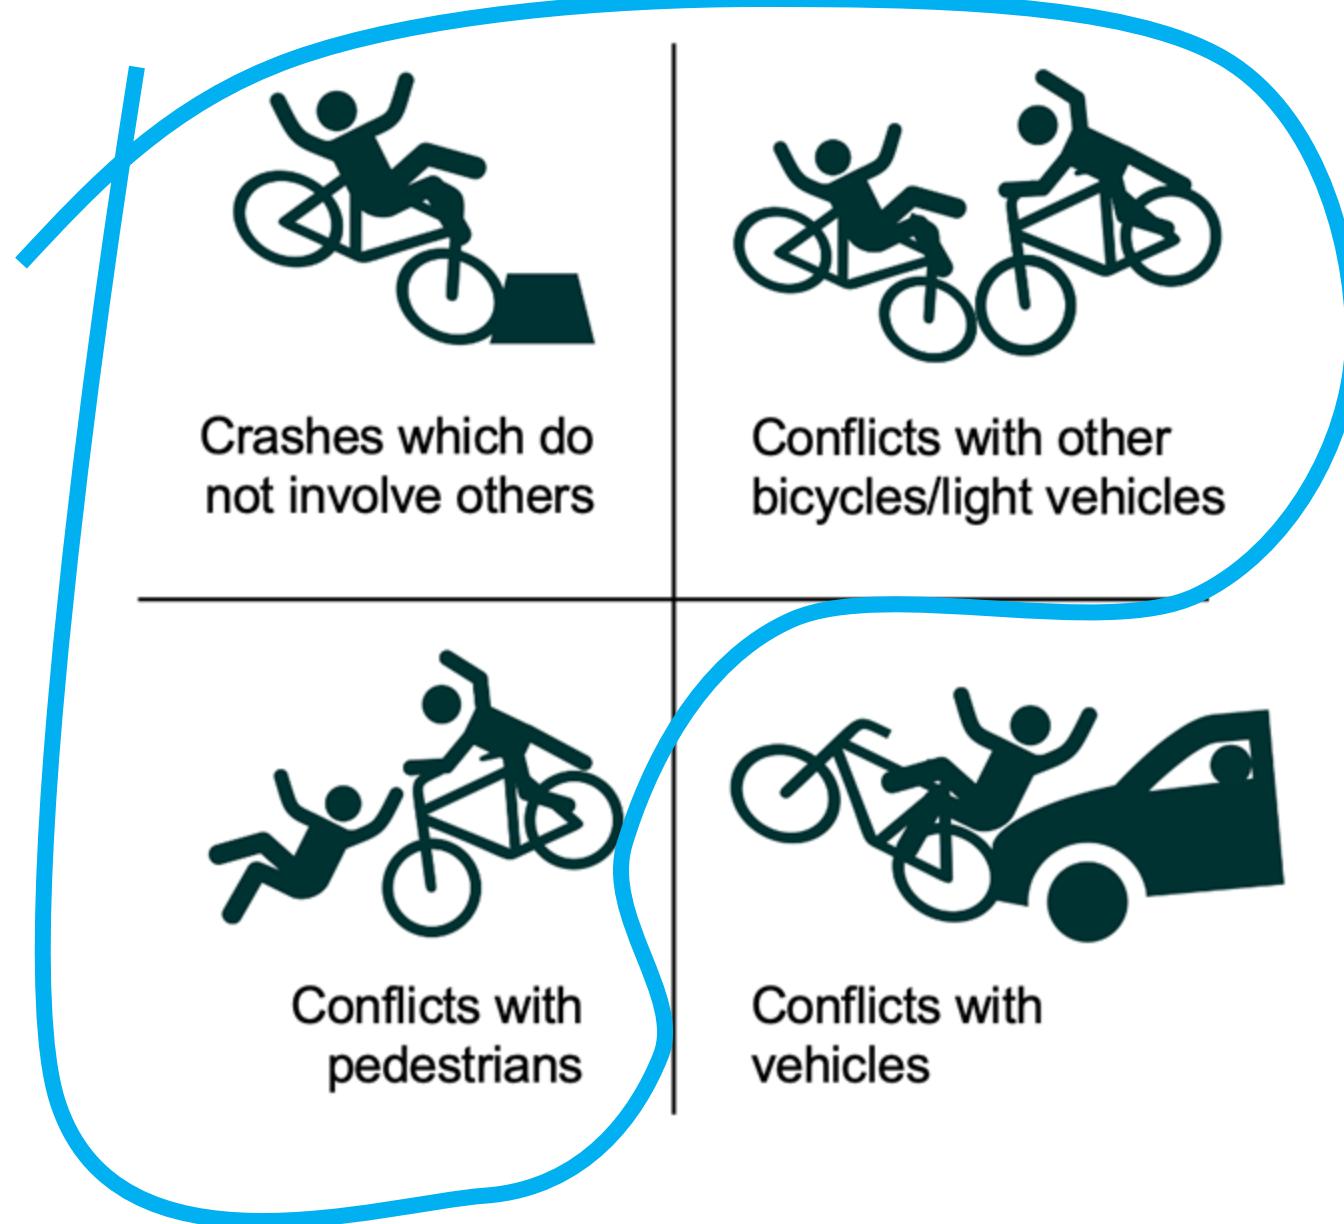 Crashes which do
not involve others
Conflicts with other
bicycles/light vehicles
Conflicts with
pedestrians
Conflicts with
vehicles